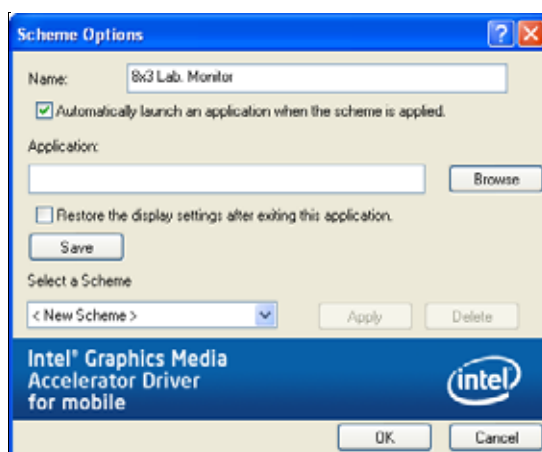 Scheme Options
Name: 8x3 Lab. Monitor
Automatically launch an application when the scheme is applied.
Application:
Browse
Restore the display settings after exiting this application.
Save
Select a Scheme
< New Scheme > Apply Delete
Intel® Graphics Media
Accelerator Driver
for mobile
intel
OK Cancel